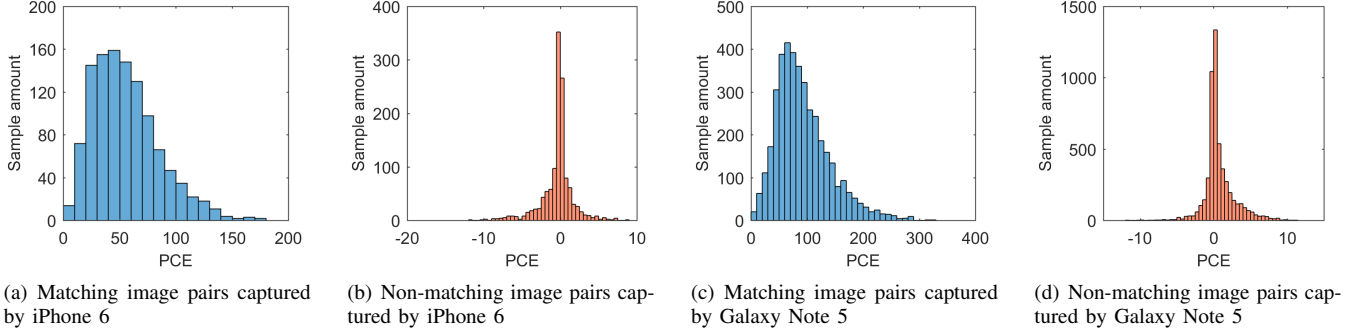 200
160
120
80
40
0
Sample amount
0 50 100 150 200
PCE
(a) Matching image pairs captured
by iPhone 6
400
300
200
100
0
Sample amount
-20 -10 0 10
PCE
(b) Non-matching image pairs cap-
tured by iPhone 6
500
400
300
200
100
0
Sample amount
0 100 200 300 400
PCE
(c) Matching image pairs captured
by Galaxy Note 5
1500
1000
500
0
Sample amount
-10 0 10
PCE
(d) Non-matching image pairs cap-
tured by Galaxy Note 5